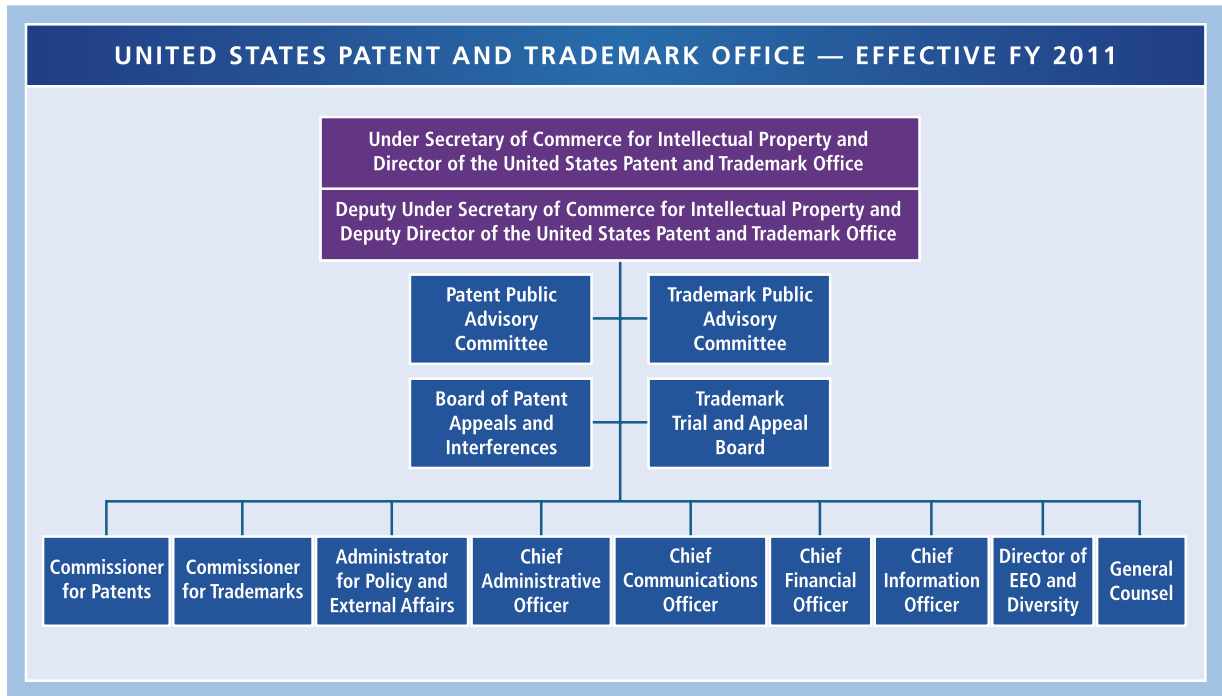 UNITED STATES PATENT AND TRADEMARK OFFICE — EFFECTIVE FY 2011
Under Secretary of Commerce for Intellectual Property and
Director of the United States Patent and Trademark Office
Deputy Under Secretary of Commerce for Intellectual Property and
Deputy Director of the United States Patent and Trademark Office
Patent Public
Advisory
Committee
Trademark Public
Advisory
Committee
Board of Patent
Appeals and
Interferences
Trademark
Trial and Appeal
Board
Commissioner
for Patents
Commissioner
for Trademarks
Administrator
for Policy and
External Affairs
Chief
Administrative
Officer
Chief
Communications
Officer
Chief
Financial
Officer
Chief
Information
Officer
Director of
EEO and
Diversity
General
Counsel